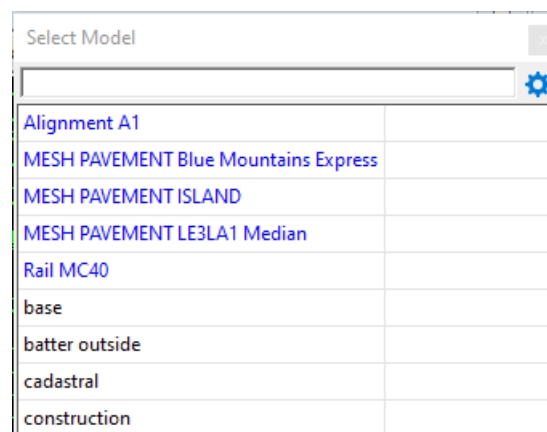 Select Model
Alignment A1
MESH PAVEMENT Blue Mountains Express
MESH PAVEMENT ISLAND
MESH PAVEMENT LE3LA1 Median
Rail MC40
base
batter outside
cadastral
construction